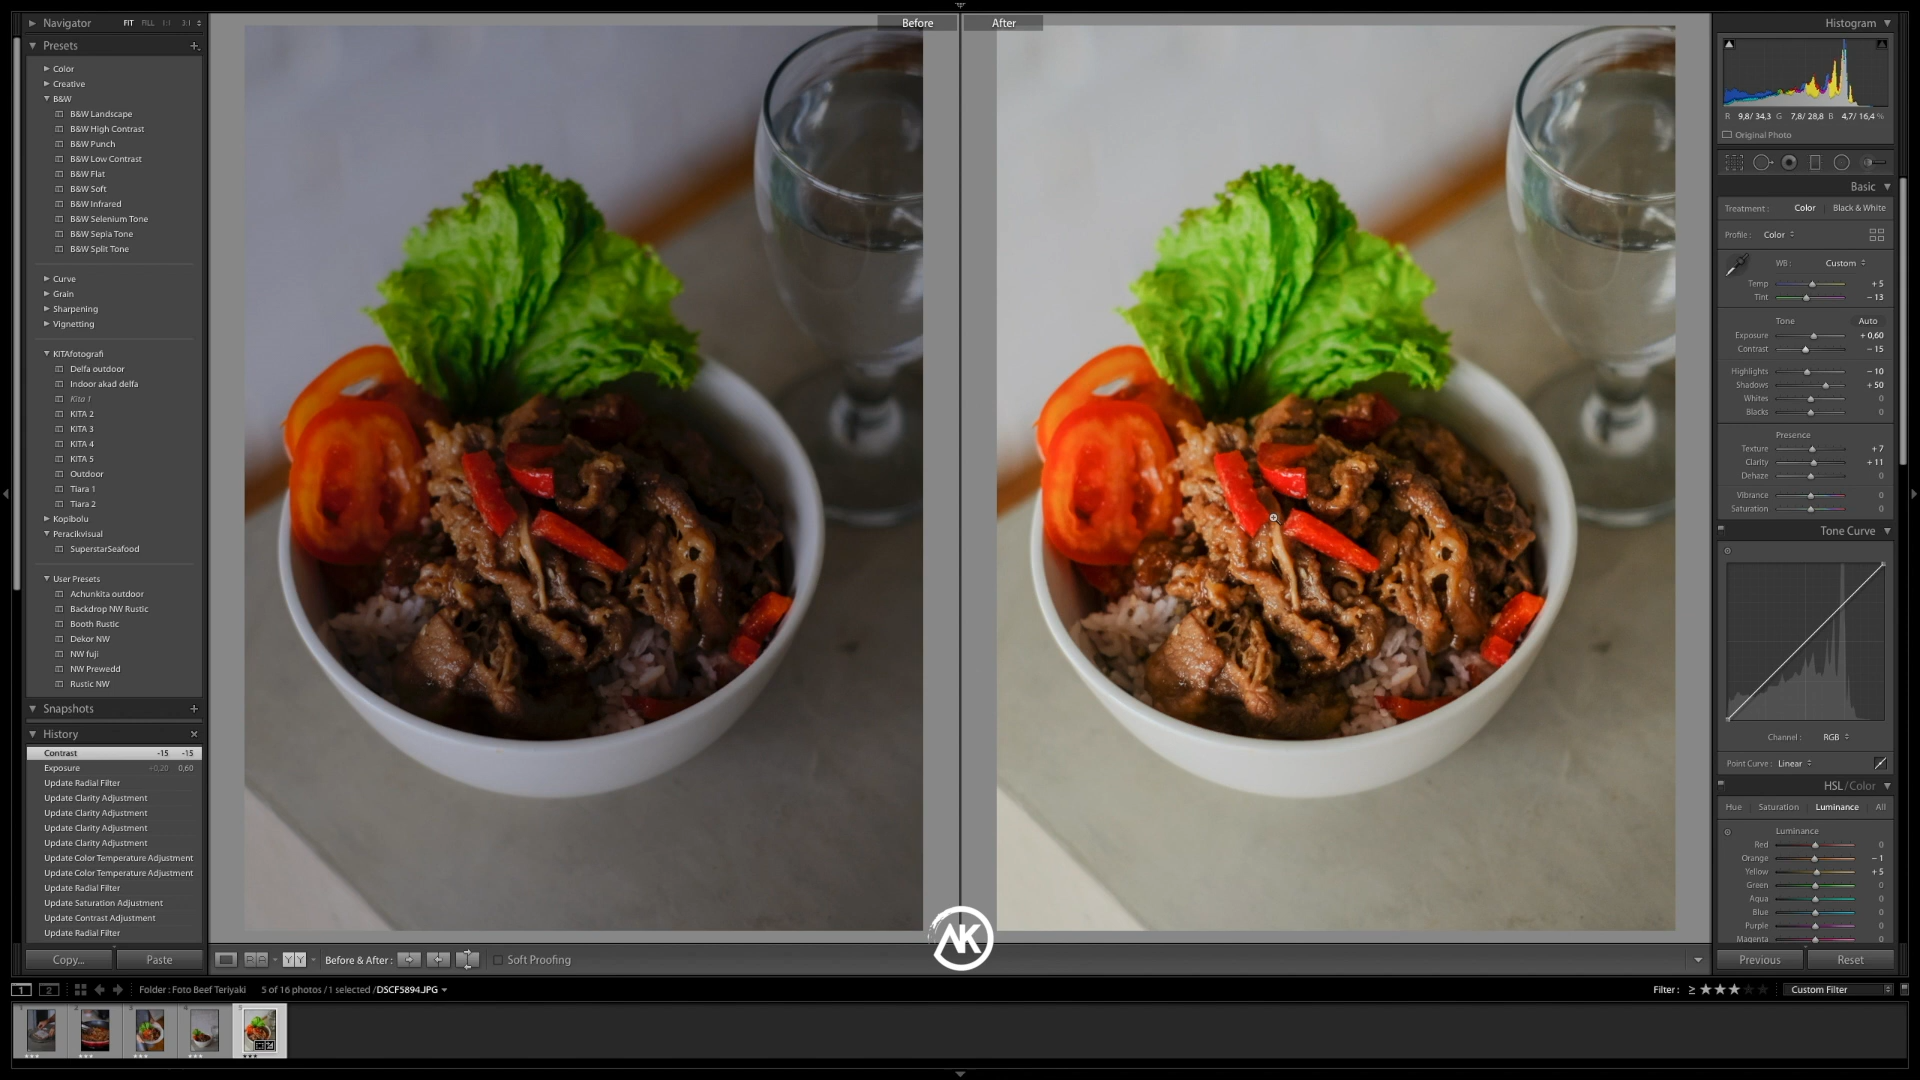 Navigator FIT FILL 1:1 3:1
Presets +
Color
Creative
B&W
B&W Landscape
B&W High Contrast
B&W Punch
B&W Low Contrast
B&W Flat
B&W Soft
B&W Infrared
B&W Selenium Tone
B&W Sepia Tone
B&W Split Tone
Curve
Grain
Sharpening
Vignetting
KITAfotografi
Delfa outdoor
Indoor akad delfa
Kita 1
KITA 2
KITA 3
KITA 4
KITA 5
Outdoor
Tiara 1
Tiara 2
Kopibolu
Peracikvisual
SuperstarSeafood
User Presets
Achunkita outdoor
Backdrop NW Rustic
Booth Rustic
Dekor NW
NW fuji
NW Prewedd
Rustic NW
Snapshots +
History ×
Contrast -15 -15
Exposure +0,20 0,60
Update Radial Filter
Update Clarity Adjustment
Update Clarity Adjustment
Update Clarity Adjustment
Update Clarity Adjustment
Update Color Temperature Adjustment
Update Color Temperature Adjustment
Update Radial Filter
Update Saturation Adjustment
Update Contrast Adjustment
Update Radial Filter
Copy... Paste
Before After
AK
R A Y Y Before & After : Soft Proofing
Histogram
R 9,8/ 34,3 G 7,8/ 28,8 B 4,7/ 16,4 %
Original Photo
Basic
Treatment : Color Black & White
Profile : Color
WB : Custom
Temp + 5
Tint − 13
Tone Auto
Exposure + 0,60
Contrast − 15
Highlights − 10
Shadows + 50
Whites 0
Blacks 0
Presence
Texture + 7
Clarity + 11
Dehaze 0
Vibrance 0
Saturation 0
Tone Curve
Channel : RGB
Point Curve : Linear
HSL / Color
Hue Saturation Luminance All
Luminance
Red 0
Orange − 1
Yellow + 5
Green 0
Aqua 0
Blue 0
Purple 0
Magenta 0
Previous Reset
1 2 Folder : Foto Beef Teriyaki 5 of 16 photos / 1 selected / DSCF5894.JPG Filter : ≥ ★★★ Custom Filter